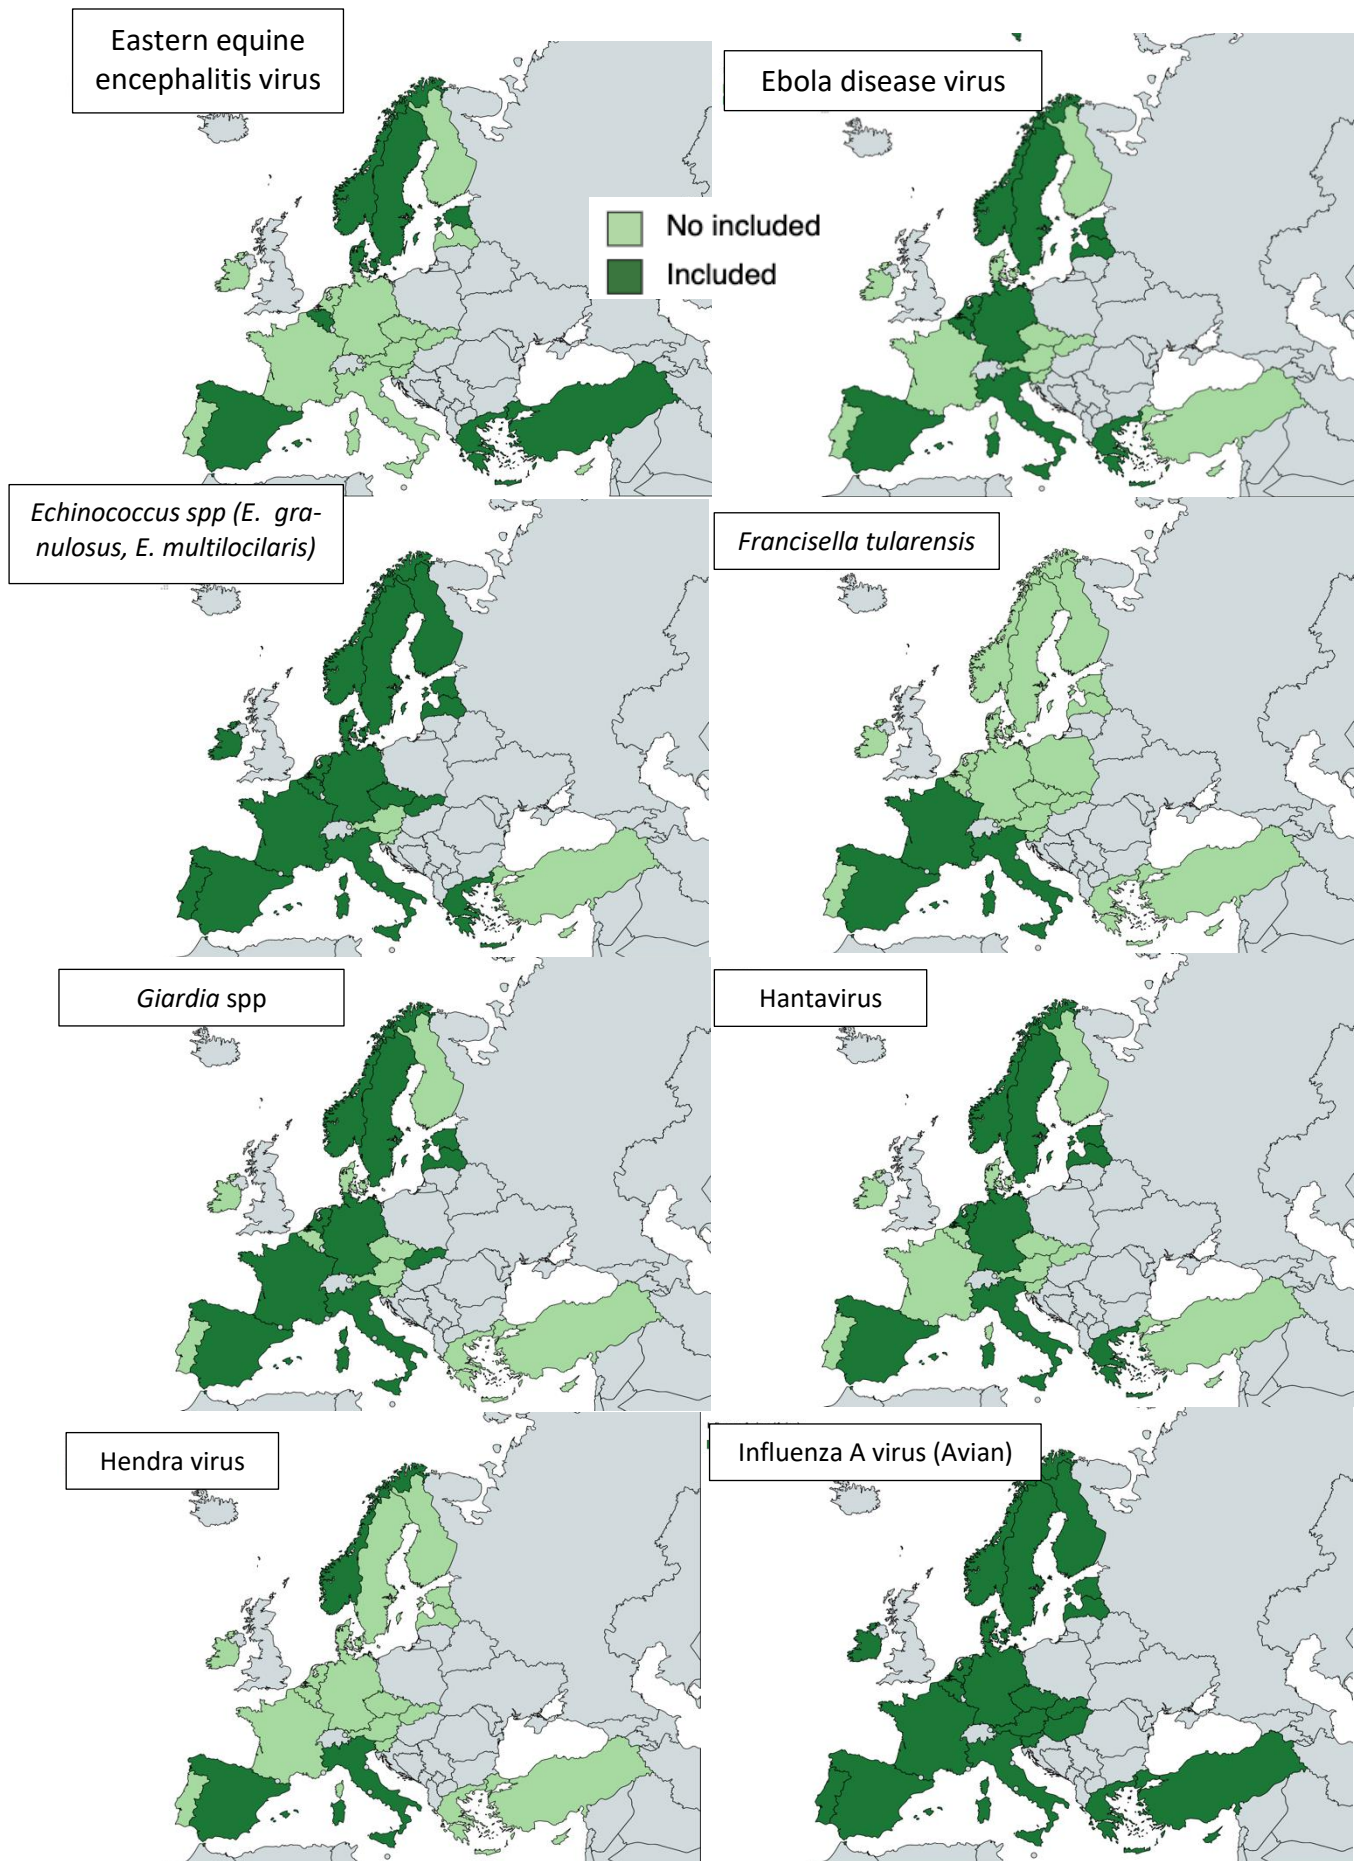 Eastern equine
encephalitis virus
Ebola disease virus
No included
Included
Echinococcus spp (E. gra-
nulosus, E. multilocilaris)
Francisella tularensis
Giardia spp
Hantavirus
Hendra virus
Influenza A virus (Avian)